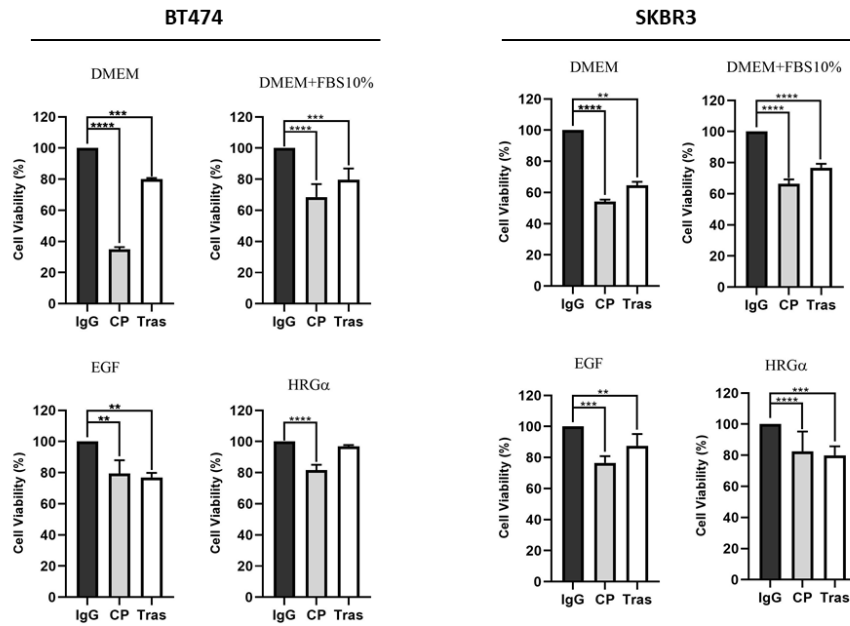 BT474
SKBR3
DMEM
***
****
Cell Viability (%)
120
100
80
60
40
20
0
IgG CP Tras
DMEM+FBS10%
***
****
Cell Viability (%)
120
100
80
60
40
20
0
IgG CP Tras
DMEM
**
****
Cell Viability (%)
120
100
80
60
40
20
0
IgG CP Tras
DMEM+FBS10%
****
****
Cell Viability (%)
120
100
80
60
40
20
0
IgG CP Tras
EGF
**
**
Cell Viability (%)
120
100
80
60
40
20
0
IgG CP Tras
HRGα
****
Cell Viability (%)
120
100
80
60
40
20
0
IgG CP Tras
EGF
**
***
Cell Viability (%)
120
100
80
60
40
20
0
IgG CP Tras
HRGα
***
****
Cell Viability (%)
120
100
80
60
40
20
0
IgG CP Tras